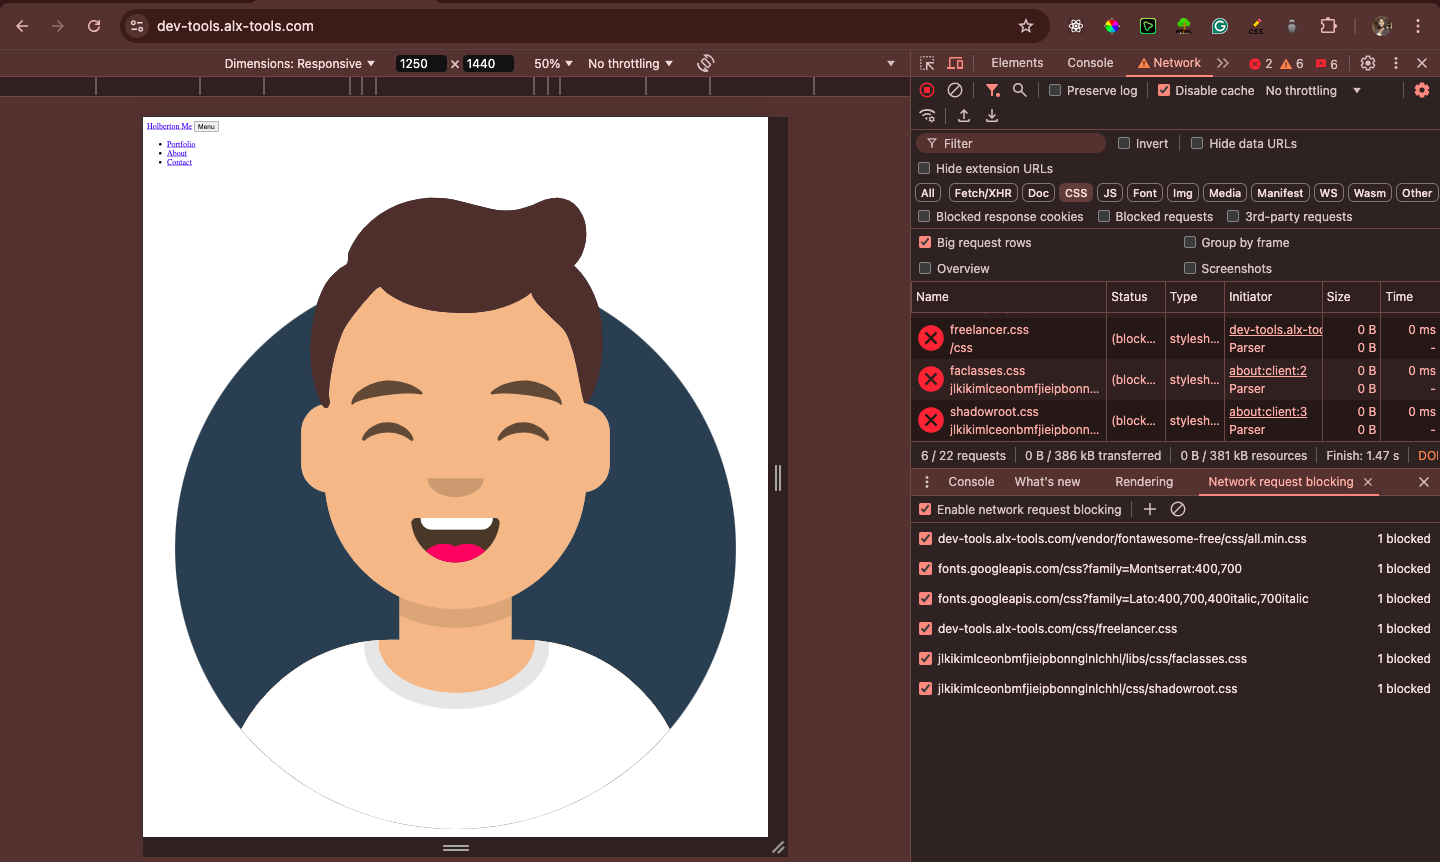 dev-tools.alx-tools.com
Dimensions: Responsive 1250 x 1440 50% No throttling
Elements Console Network 2 6 6
Preserve log Disable cache No throttling
Filter Invert Hide data URLs
Hide extension URLs
All Fetch/XHR Doc CSS JS Font Img Media Manifest WS Wasm Other
Blocked response cookies Blocked requests 3rd-party requests
Big request rows Group by frame
Overview Screenshots
Name Status Type Initiator Size Time
freelancer.css dev-tools.alx-too 0 B 0 ms
/css (block... stylesh... Parser 0 B -
faclasses.css about:client:2 0 B 0 ms
jlkikimlceonbmfjieipbonn... (block... stylesh... Parser 0 B -
shadowroot.css about:client:3 0 B 0 ms
jlkikimlceonbmfjieipbonn... (block... stylesh... Parser 0 B -
6 / 22 requests 0 B / 386 kB transferred 0 B / 381 kB resources Finish: 1.47 s DO
Console What's new Rendering Network request blocking
Enable network request blocking
dev-tools.alx-tools.com/vendor/fontawesome-free/css/all.min.css 1 blocked
fonts.googleapis.com/css?family=Montserrat:400,700 1 blocked
fonts.googleapis.com/css?family=Lato:400,700,400italic,700italic 1 blocked
dev-tools.alx-tools.com/css/freelancer.css 1 blocked
jlkikimlceonbmfjieipbonnglnlchhl/libs/css/faclasses.css 1 blocked
jlkikimlceonbmfjieipbonnglnlchhl/css/shadowroot.css 1 blocked
Holberton Me Menu
Portfolio
About
Contact